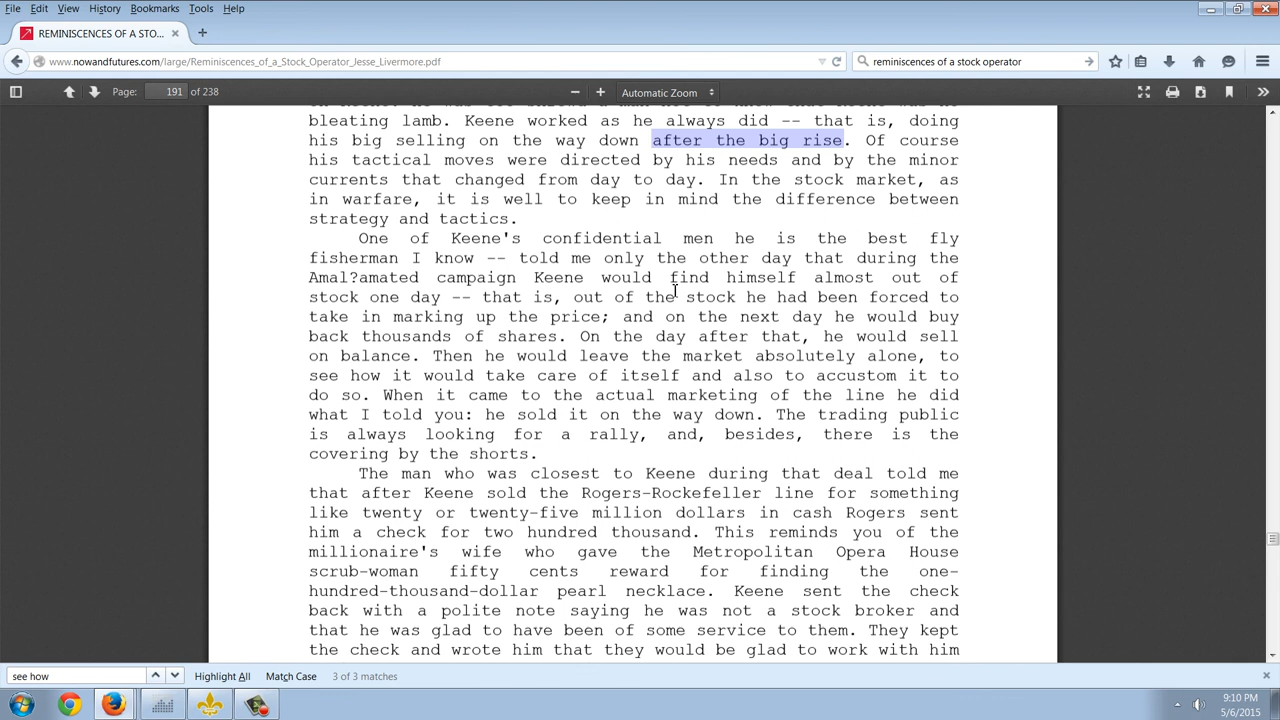 File Edit View History Bookmarks Tools Help
REMINISCENCES OF A STO...
www.nowandfutures.com/large/Reminiscences_of_a_Stock_Operator_Jesse_Livermore.pdf
reminiscences of a stock operator
Page: 191 of 238
Automatic Zoom
bleating lamb. Keene worked as he always did -- that is, doing
his big selling on the way down after the big rise. Of course
his tactical moves were directed by his needs and by the minor
currents that changed from day to day. In the stock market, as
in warfare, it is well to keep in mind the difference between
strategy and tactics.
One of Keene's confidential men he is the best fly
fisherman I know -- told me only the other day that during the
Amal?amated campaign Keene would find himself almost out of
stock one day -- that is, out of the stock he had been forced to
take in marking up the price; and on the next day he would buy
back thousands of shares. On the day after that, he would sell
on balance. Then he would leave the market absolutely alone, to
see how it would take care of itself and also to accustom it to
do so. When it came to the actual marketing of the line he did
what I told you: he sold it on the way down. The trading public
is always looking for a rally, and, besides, there is the
covering by the shorts.
The man who was closest to Keene during that deal told me
that after Keene sold the Rogers-Rockefeller line for something
like twenty or twenty-five million dollars in cash Rogers sent
him a check for two hundred thousand. This reminds you of the
millionaire's wife who gave the Metropolitan Opera House
scrub-woman fifty cents reward for finding the one-
hundred-thousand-dollar pearl necklace. Keene sent the check
back with a polite note saying he was not a stock broker and
that he was glad to have been of some service to them. They kept
the check and wrote him that they would be glad to work with him
see how
Highlight All Match Case 3 of 3 matches
9:10 PM
5/6/2015